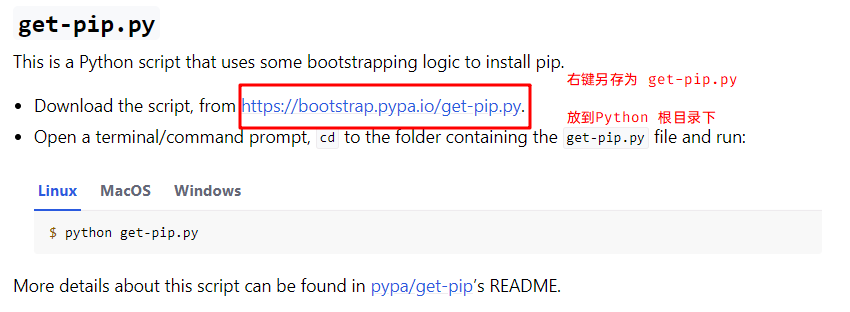 get-pip.py
This is a Python script that uses some bootstrapping logic to install pip.
右键另存为 get-pip.py
• Download the script, from https://bootstrap.pypa.io/get-pip.py.
放到Python 根目录下
• Open a terminal/command prompt, cd to the folder containing the get-pip.py file and run:
Linux MacOS Windows
$ python get-pip.py
More details about this script can be found in pypa/get-pip's README.